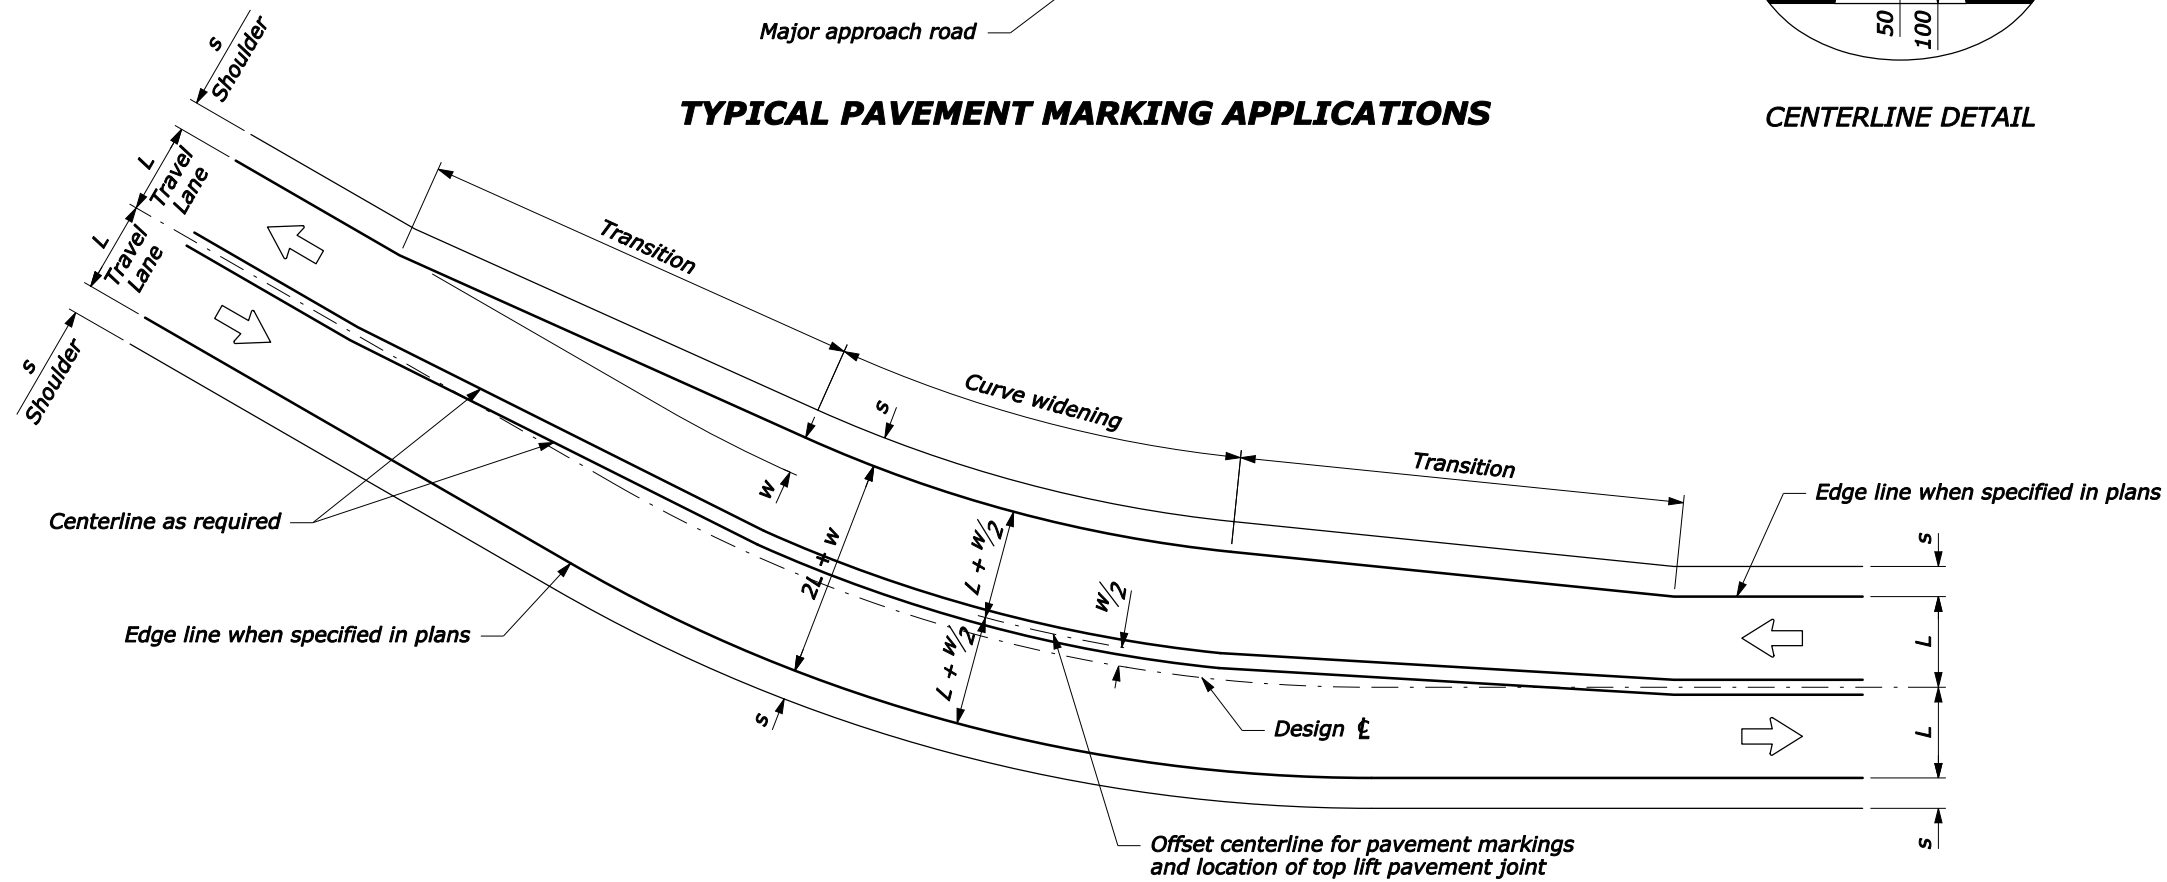 Major approach road
50
100
TYPICAL PAVEMENT MARKING APPLICATIONS
CENTERLINE DETAIL
s
Shoulder
L
Travel
Lane
L
Travel
Lane
s
Shoulder
Transition
Curve widening
s
Transition
w
2L + w
L + w/2
L + w/2
w/2
Edge line when specified in plans
Centerline as required
Edge line when specified in plans
s
s
L
L
s
Design ℄
Offset centerline for pavement markings
and location of top lift pavement joint